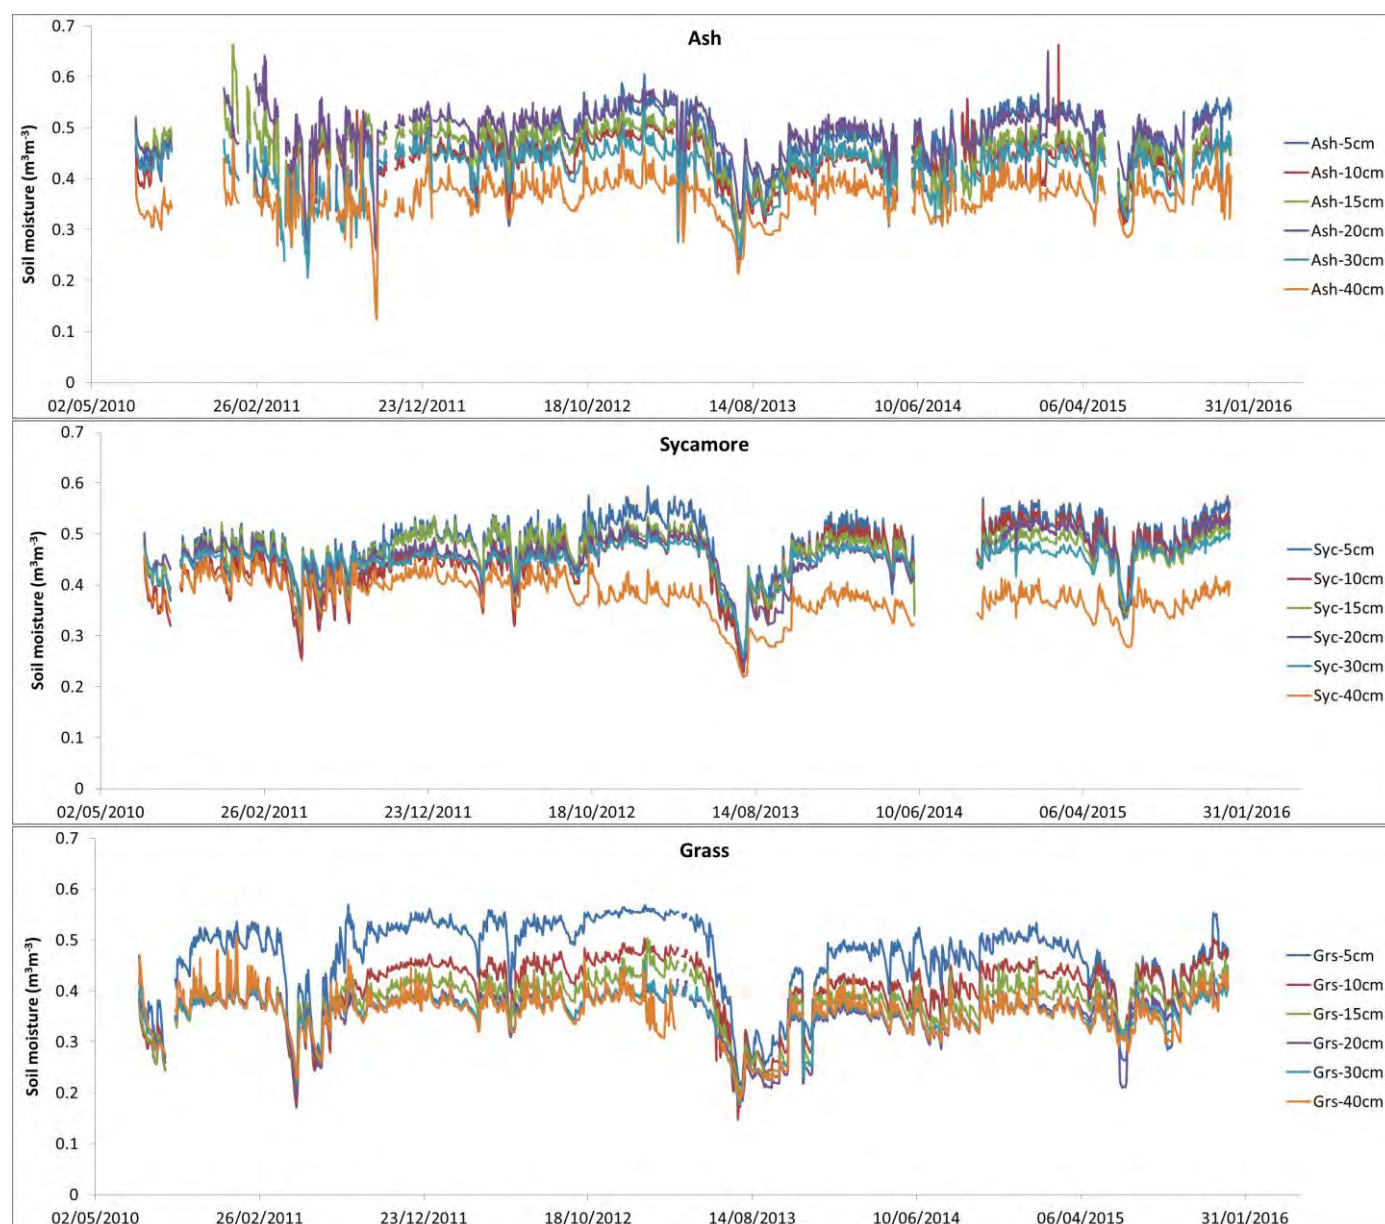 Ash
Soil moisture (m³m⁻³)
0.7
0.6
0.5
0.4
0.3
0.2
0.1
0
02/05/2010 26/02/2011 23/12/2011 18/10/2012 14/08/2013 10/06/2014 06/04/2015 31/01/2016
Ash-5cm
Ash-10cm
Ash-15cm
Ash-20cm
Ash-30cm
Ash-40cm
Sycamore
Soil moisture (m³m⁻³)
0.7
0.6
0.5
0.4
0.3
0.2
0.1
0
02/05/2010 26/02/2011 23/12/2011 18/10/2012 14/08/2013 10/06/2014 06/04/2015 31/01/2016
Syc-5cm
Syc-10cm
Syc-15cm
Syc-20cm
Syc-30cm
Syc-40cm
Grass
Soil moisture (m³m⁻³)
0.7
0.6
0.5
0.4
0.3
0.2
0.1
0
02/05/2010 26/02/2011 23/12/2011 18/10/2012 14/08/2013 10/06/2014 06/04/2015 31/01/2016
Grs-5cm
Grs-10cm
Grs-15cm
Grs-20cm
Grs-30cm
Grs-40cm